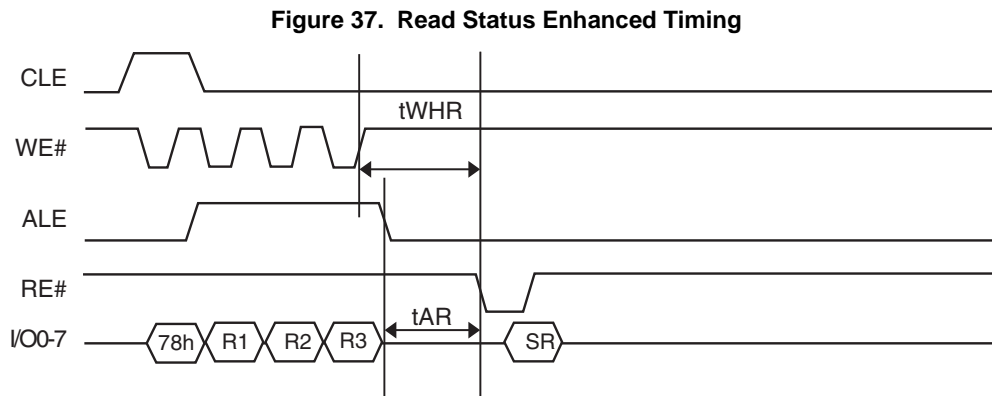 Figure 37. Read Status Enhanced Timing
CLE
tWHR
WE#
ALE
RE#
tAR
I/O0-7
78h R1 R2 R3 SR